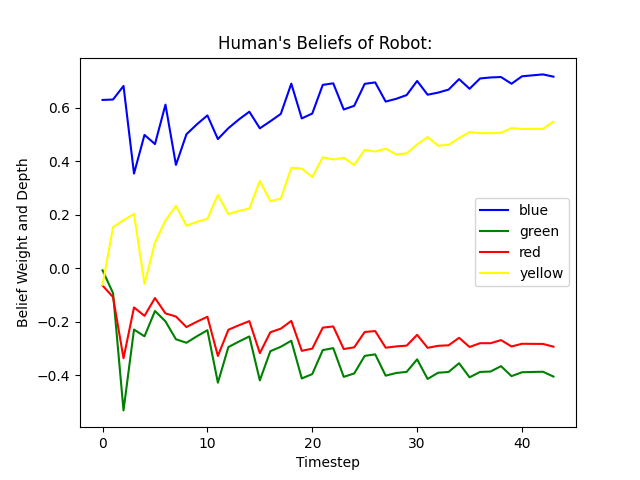 Human's Beliefs of Robot:
Belief Weight and Depth
0.6
0.4
0.2
0.0
−0.2
−0.4
blue
green
red
yellow
0 10 20 30 40
Timestep